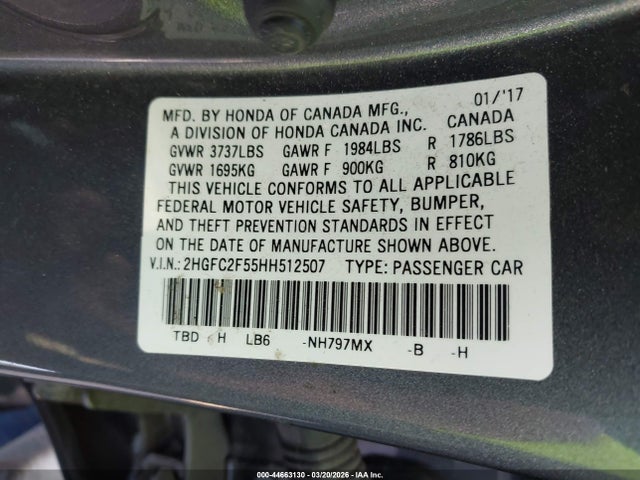 MFD. BY HONDA OF CANADA MFG., 01/'17
A DIVISION OF HONDA CANADA INC. CANADA
GVWR 3737LBS GAWR F 1984LBS R 1786LBS
GVWR 1695KG GAWR F 900KG R 810KG
THIS VEHICLE CONFORMS TO ALL APPLICABLE
FEDERAL MOTOR VEHICLE SAFETY, BUMPER,
AND THEFT PREVENTION STANDARDS IN EFFECT
ON THE DATE OF MANUFACTURE SHOWN ABOVE.
V.I.N.: 2HGFC2F55HH512507 TYPE: PASSENGER CAR
TBD H LB6 -NH797MX -B -H
000-44663130 - 03/20/2026 - IAA Inc.